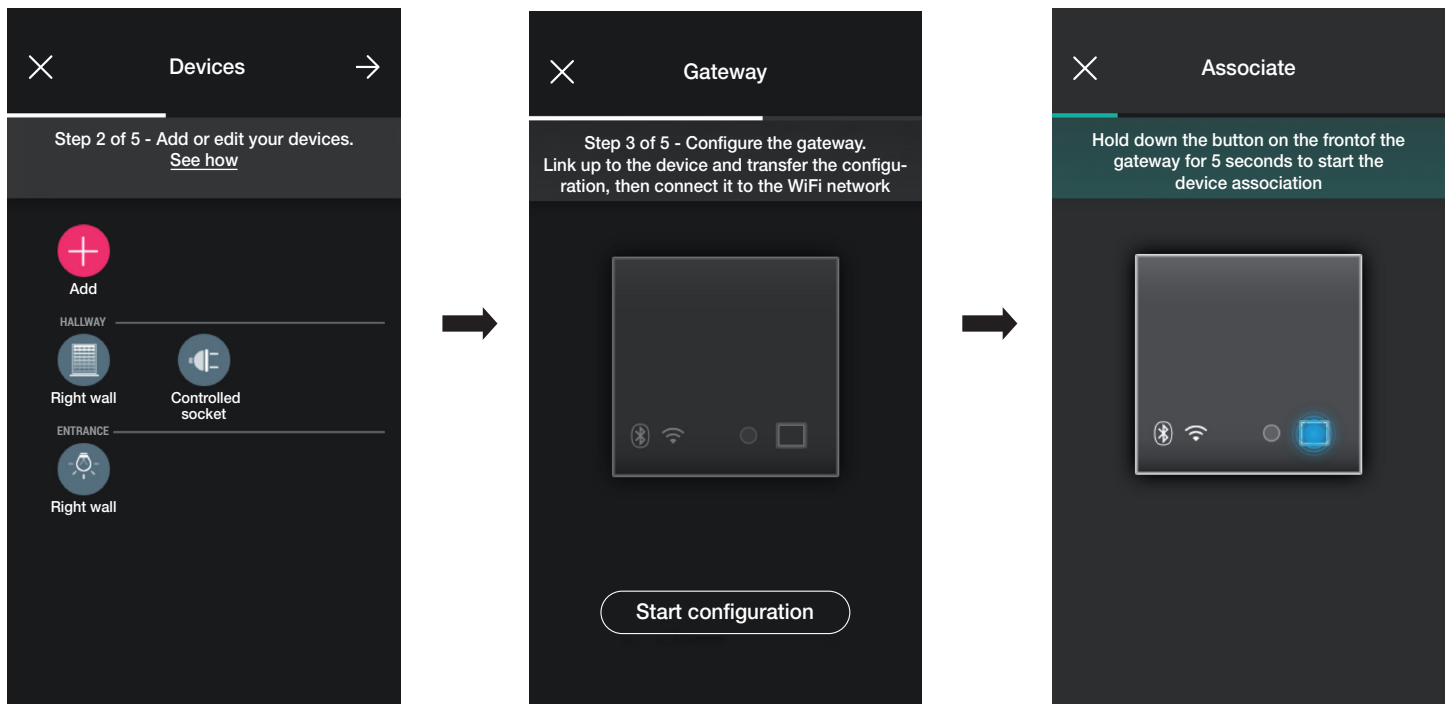 Devices
Step 2 of 5 - Add or edit your devices.
See how
Add
HALLWAY
Right wall
Controlled
socket
ENTRANCE
Right wall
Gateway
Step 3 of 5 - Configure the gateway.
Link up to the device and transfer the configu-
ration, then connect it to the WiFi network
Start configuration
Associate
Hold down the button on the frontof the
gateway for 5 seconds to start the
device association